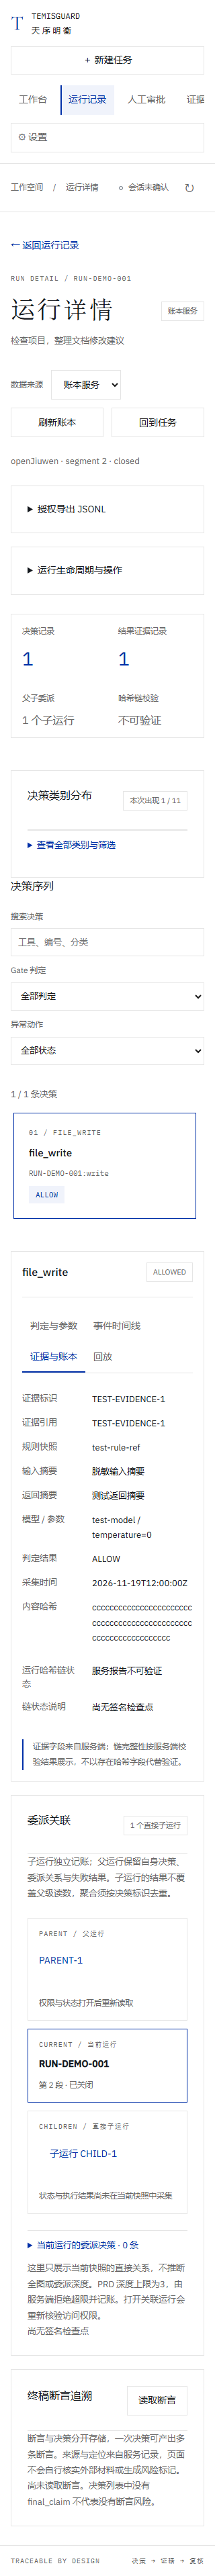 T TEMISGUARD
天序明衡
+ 新建任务
工作台 运行记录 人工审批 证据
⊙ 设置
工作空间 / 运行详情 ○ 会话未确认 ↻
← 返回运行记录
RUN DETAIL / RUN-DEMO-001
运行详情 账本服务
检查项目，整理文档修改建议
数据来源 账本服务
刷新账本 回到任务
openJiuwen · segment 2 · closed
▶ 授权导出 JSONL
▶ 运行生命周期与操作
决策记录 结果证据记录
1 1
父子委派 哈希链校验
1 个子运行 不可验证
决策类别分布 本次出现 1 / 11
▶ 查看全部类别与筛选
决策序列
搜索决策
工具、编号、分类
Gate 判定
全部判定
异常动作
全部状态
1 / 1 条决策
01 / FILE_WRITE
file_write
RUN-DEMO-001:write
ALLOW
file_write ALLOWED
判定与参数 事件时间线
证据与账本 回放
证据标识 TEST-EVIDENCE-1
证据引用 TEST-EVIDENCE-1
规则快照 test-rule-ref
输入摘要 脱敏输入摘要
返回摘要 测试返回摘要
模型 / 参数 test-model /
temperature=0
判定结果 ALLOW
采集时间 2026-11-19T12:00:00Z
内容哈希 cccccccccccccccccccccccc
cccccccccccccccccccccc
cccccccccccccccccc
运行哈希链状 服务报告不可验证
态
链状态说明 尚无签名检查点
证据字段来自服务端；链完整性按服务端校
验结果展示，不以存在哈希字段代替验证。
委派关联 1 个直接子运行
子运行独立记账；父运行保留自身决策、
委派关系与失败结果。子运行的结果不覆
盖父级读数，聚合须按决策标识去重。
PARENT / 父运行
PARENT-1
权限与状态打开后重新读取
CURRENT / 当前运行
RUN-DEMO-001
第 2 段 · 已关闭
CHILDREN / 直接子运行
子运行 CHILD-1
状态与执行结果尚未在当前快照中采集
▶ 当前运行的委派决策 · 0 条
这里只展示当前快照的直接关系，不推断
全图或委派深度。PRD 深度上限为3，由
服务端拒绝超限并记账。打开关联运行会
重新核验访问权限。
尚无签名检查点
终稿断言追溯 读取断言
断言与决策分开存储，一次决策可产出多
条断言。来源与定位来自服务记录，页面
不会自行核实外部材料或生成风险标记。
尚未读取断言。决策列表中没有
final_claim 不代表没有断言风险。
TRACEABLE BY DESIGN 决策 → 证据 → 复核